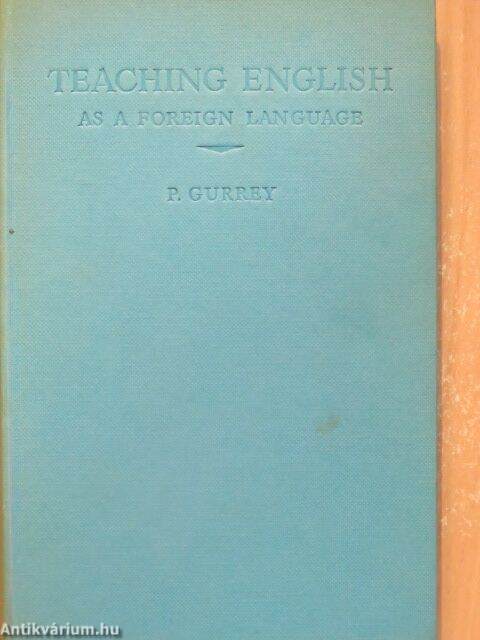 TEACHING ENGLISH
AS A FOREIGN LANGUAGE
P. GURREY
Antikvárium.hu